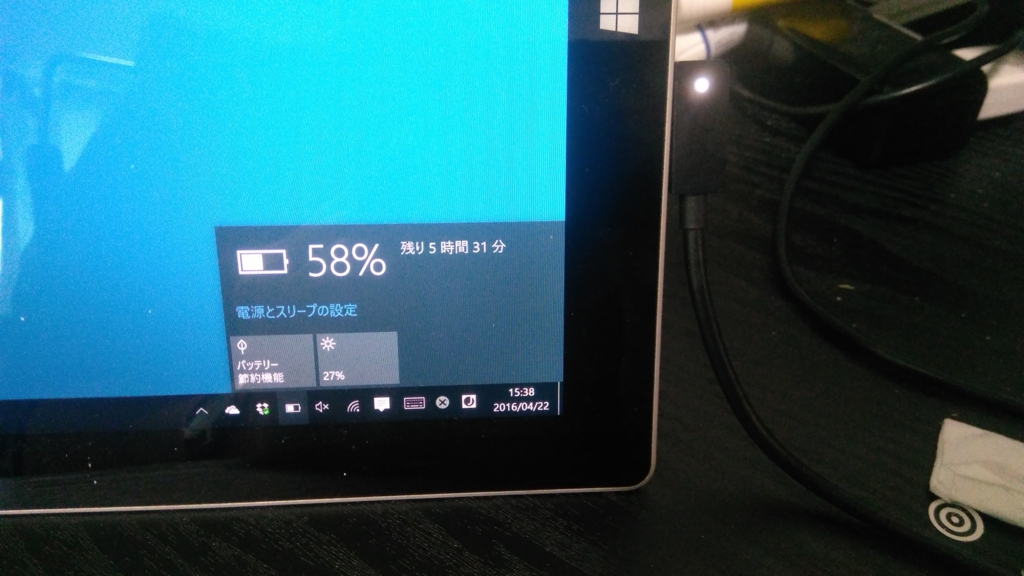 58%
残り 5 時間 31 分
電源とスリープの設定
バッテリー
節約機能
27%
15:38
2016/04/22